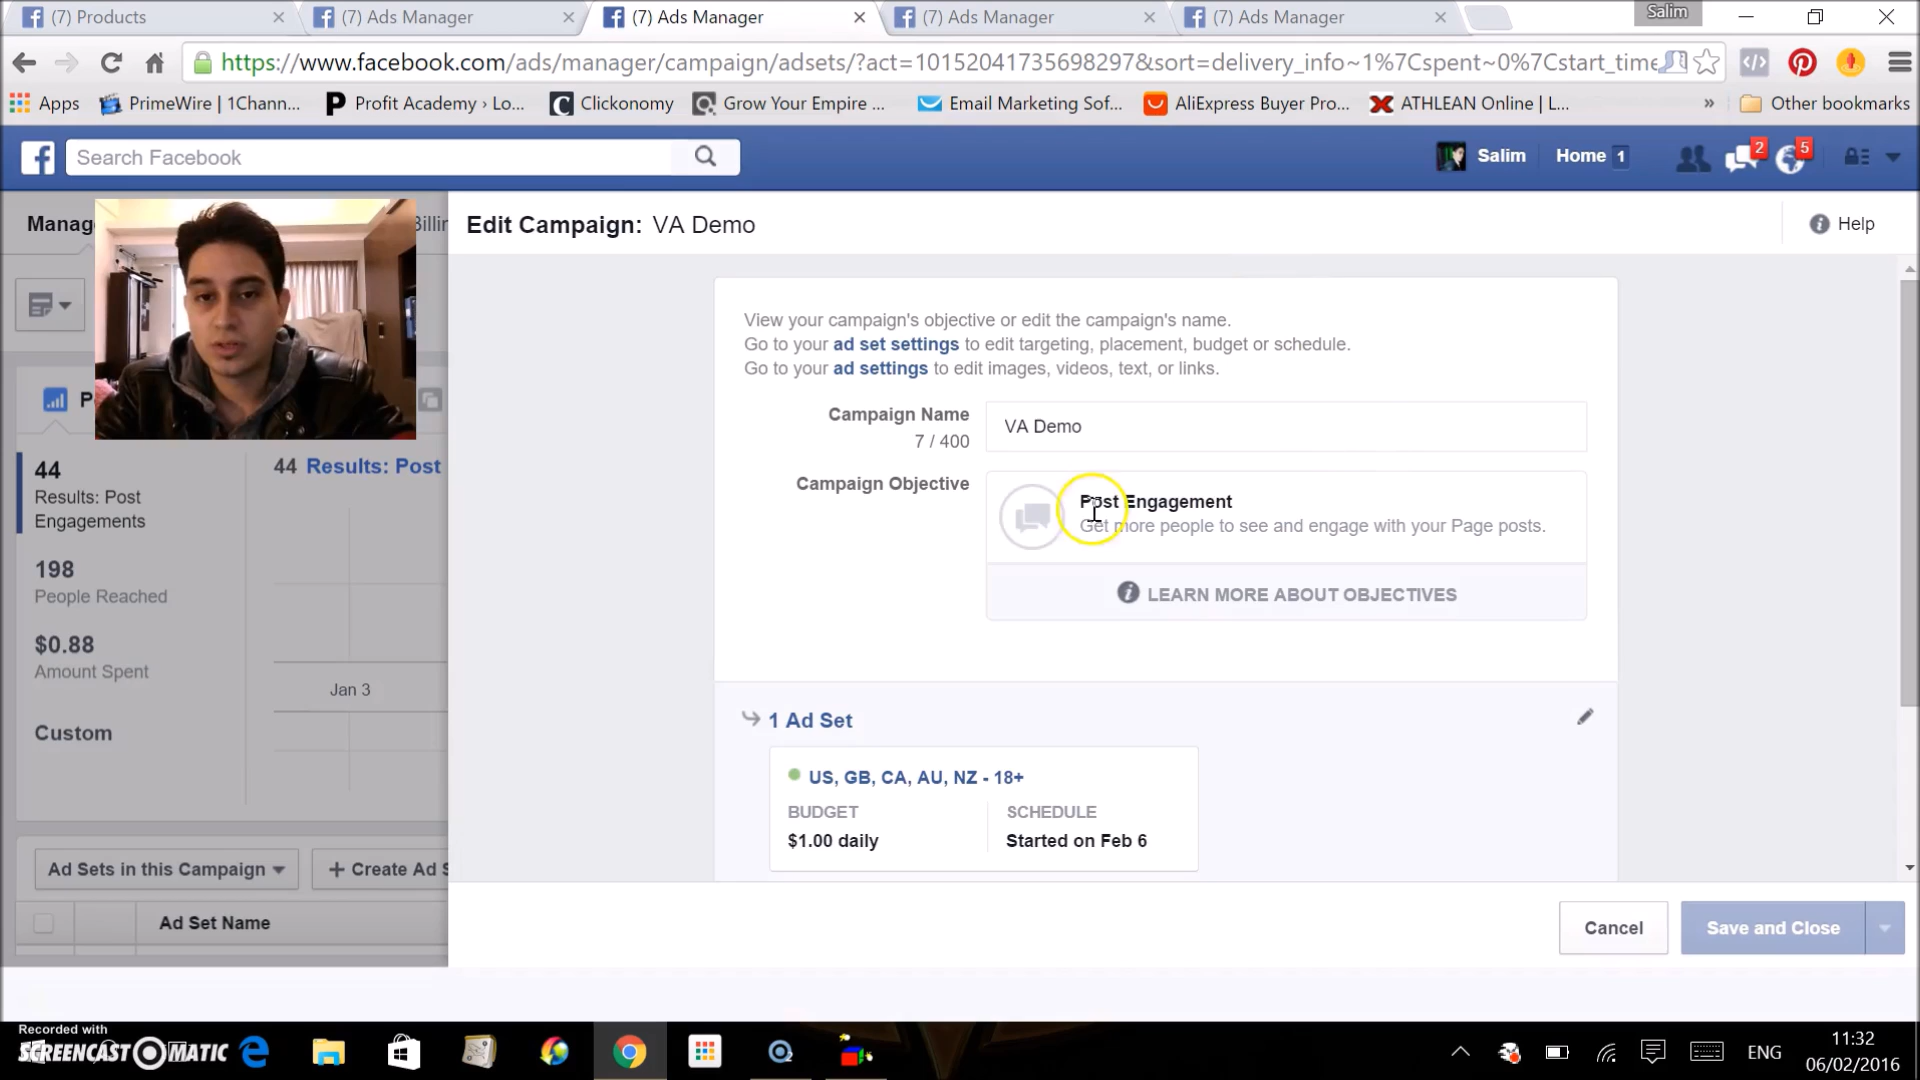 (7) Products
(7) Ads Manager
(7) Ads Manager
(7) Ads Manager
(7) Ads Manager
Salim
https://www.facebook.com/ads/manager/campaign/adsets/?act=10152041735698297&sort=delivery_info~1%7Cspent~0%7Cstart_time
Apps
PrimeWire | 1Chann...
Profit Academy › Lo...
Clickonomy
Grow Your Empire ...
Email Marketing Sof...
AliExpress Buyer Pro...
ATHLEAN Online | L...
»
Other bookmarks
Search Facebook
Salim
Home 1
2
5
Manag
Billin
Edit Campaign: VA Demo
Help
View your campaign's objective or edit the campaign's name.
Go to your ad set settings to edit targeting, placement, budget or schedule.
Go to your ad settings to edit images, videos, text, or links.
Campaign Name
7 / 400
VA Demo
Campaign Objective
Post Engagement
Get more people to see and engage with your Page posts.
LEARN MORE ABOUT OBJECTIVES
44
Results: Post
Engagements
198
People Reached
$0.88
Amount Spent
Custom
44 Results: Post
Jan 3
1 Ad Set
US, GB, CA, AU, NZ - 18+
BUDGET
$1.00 daily
SCHEDULE
Started on Feb 6
Ad Sets in this Campaign
+ Create Ad S
Ad Set Name
Cancel
Save and Close
Recorded with
SCREENCAST MATIC
ENG
11:32
06/02/2016